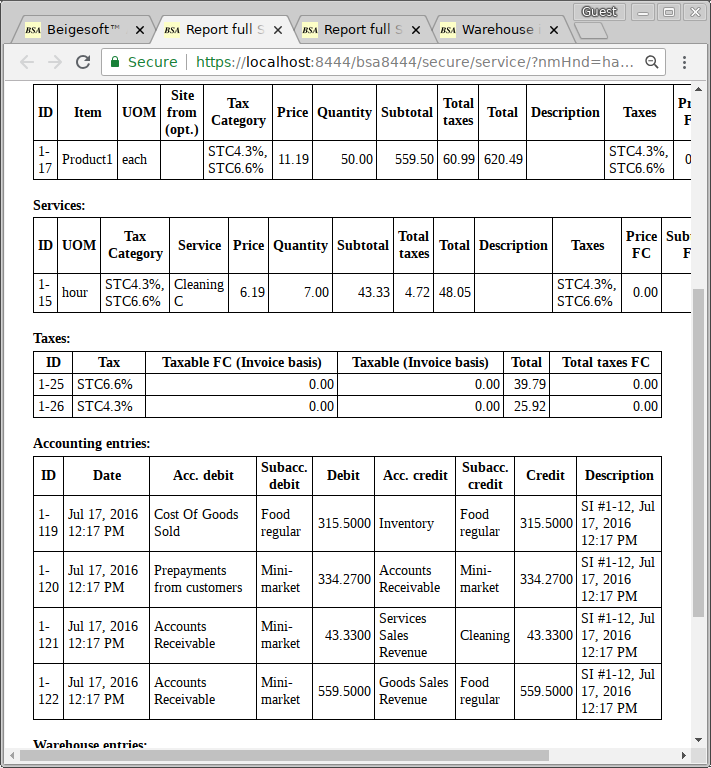 Guest
BSA Beigesoft™ ×
BSA Report full S ×
BSA Report full S ×
BSA Warehouse ×
Secure | https://localhost:8444/bsa8444/secure/service/?nmHnd=ha...
ID Item UOM Site from (opt.) Tax Category Price Quantity Subtotal Total taxes Total Description Taxes
1-17 Product1 each STC4.3%, STC6.6% 11.19 50.00 559.50 60.99 620.49 STC4.3%, STC6.6%
Services:
ID UOM Tax Category Service Price Quantity Subtotal Total taxes Total Description Taxes Price FC
1-15 hour STC4.3%, STC6.6% Cleaning C 6.19 7.00 43.33 4.72 48.05 STC4.3%, STC6.6% 0.00
Taxes:
ID Tax Taxable FC (Invoice basis) Taxable (Invoice basis) Total Total taxes FC
1-25 STC6.6% 0.00 0.00 39.79 0.00
1-26 STC4.3% 0.00 0.00 25.92 0.00
Accounting entries:
ID Date Acc. debit Subacc. debit Debit Acc. credit Subacc. credit Credit Description
1-119 Jul 17, 2016 12:17 PM Cost Of Goods Sold Food regular 315.5000 Inventory Food regular 315.5000 SI #1-12, Jul 17, 2016 12:17 PM
1-120 Jul 17, 2016 12:17 PM Prepayments from customers Mini-market 334.2700 Accounts Receivable Mini-market 334.2700 SI #1-12, Jul 17, 2016 12:17 PM
1-121 Jul 17, 2016 12:17 PM Accounts Receivable Mini-market 43.3300 Services Sales Revenue Cleaning 43.3300 SI #1-12, Jul 17, 2016 12:17 PM
1-122 Jul 17, 2016 12:17 PM Accounts Receivable Mini-market 559.5000 Goods Sales Revenue Food regular 559.5000 SI #1-12, Jul 17, 2016 12:17 PM
Warehouse entries: